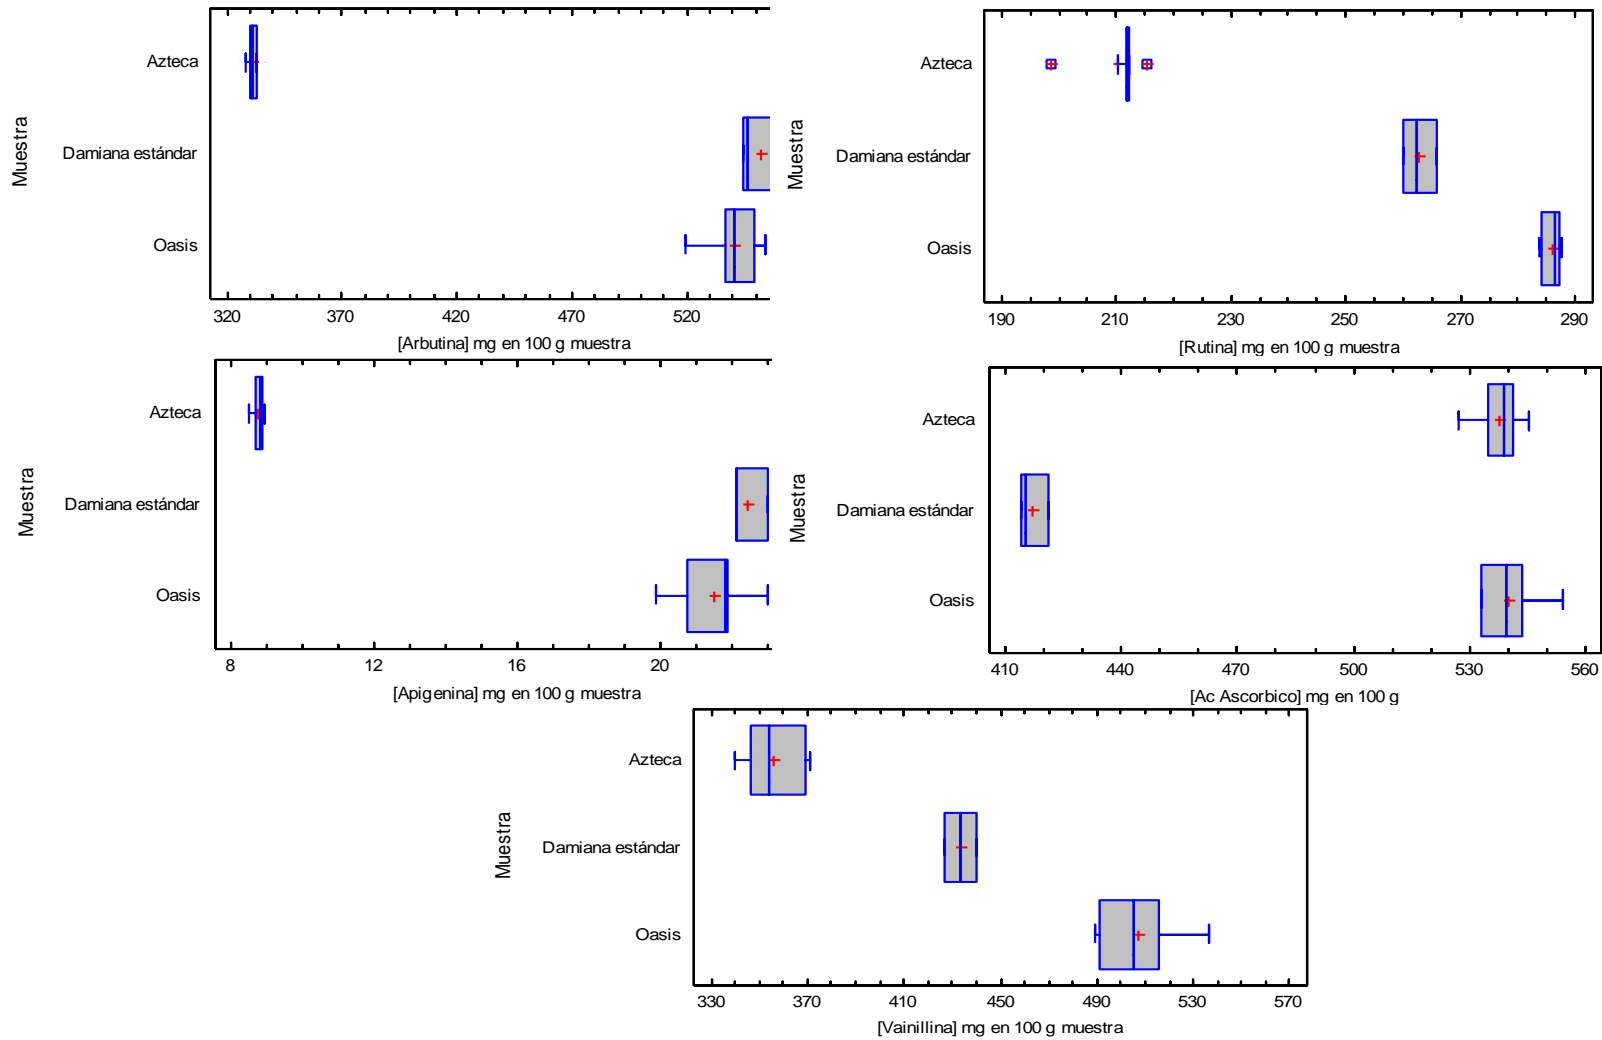 Muestra
Azteca
Damiana estándar
Oasis
320 370 420 470 520
[Arbutina] mg en 100 g muestra
Muestra
Azteca
Damiana estándar
Oasis
190 210 230 250 270 290
[Rutina] mg en 100 g muestra
Muestra
Azteca
Damiana estándar
Oasis
8 12 16 20
[Apigenina] mg en 100 g muestra
Muestra
Azteca
Damiana estándar
Oasis
410 440 470 500 530 560
[Ac Ascorbico] mg en 100 g
Muestra
Azteca
Damiana estándar
Oasis
330 370 410 450 490 530 570
[Vainillina] mg en 100 g muestra